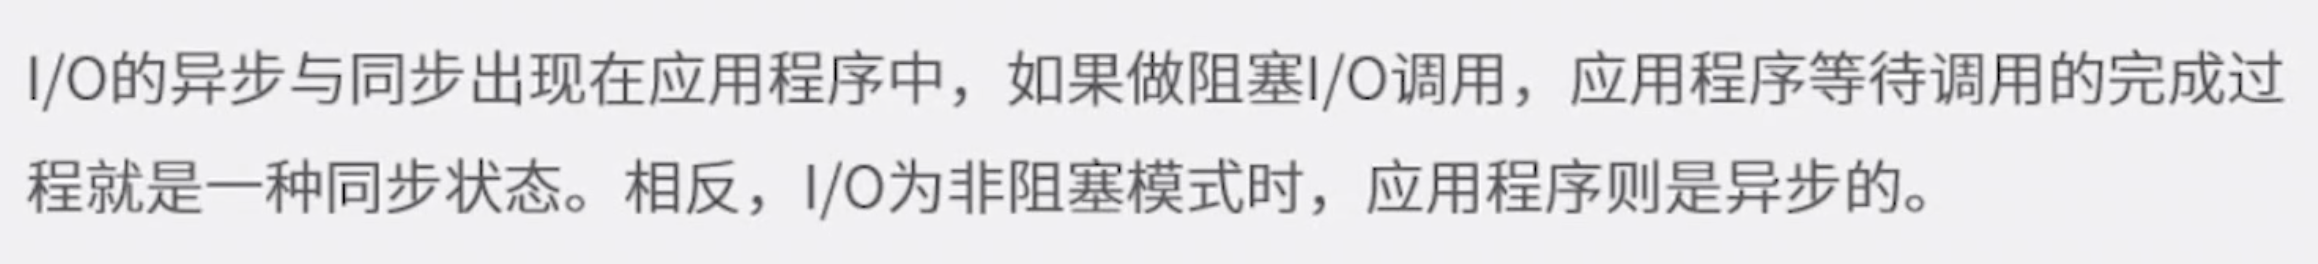 I/O的异步与同步出现在应用程序中，如果做阻塞I/O调用，应用程序等待调用的完成过
程就是一种同步状态。相反，I/O为非阻塞模式时，应用程序则是异步的。